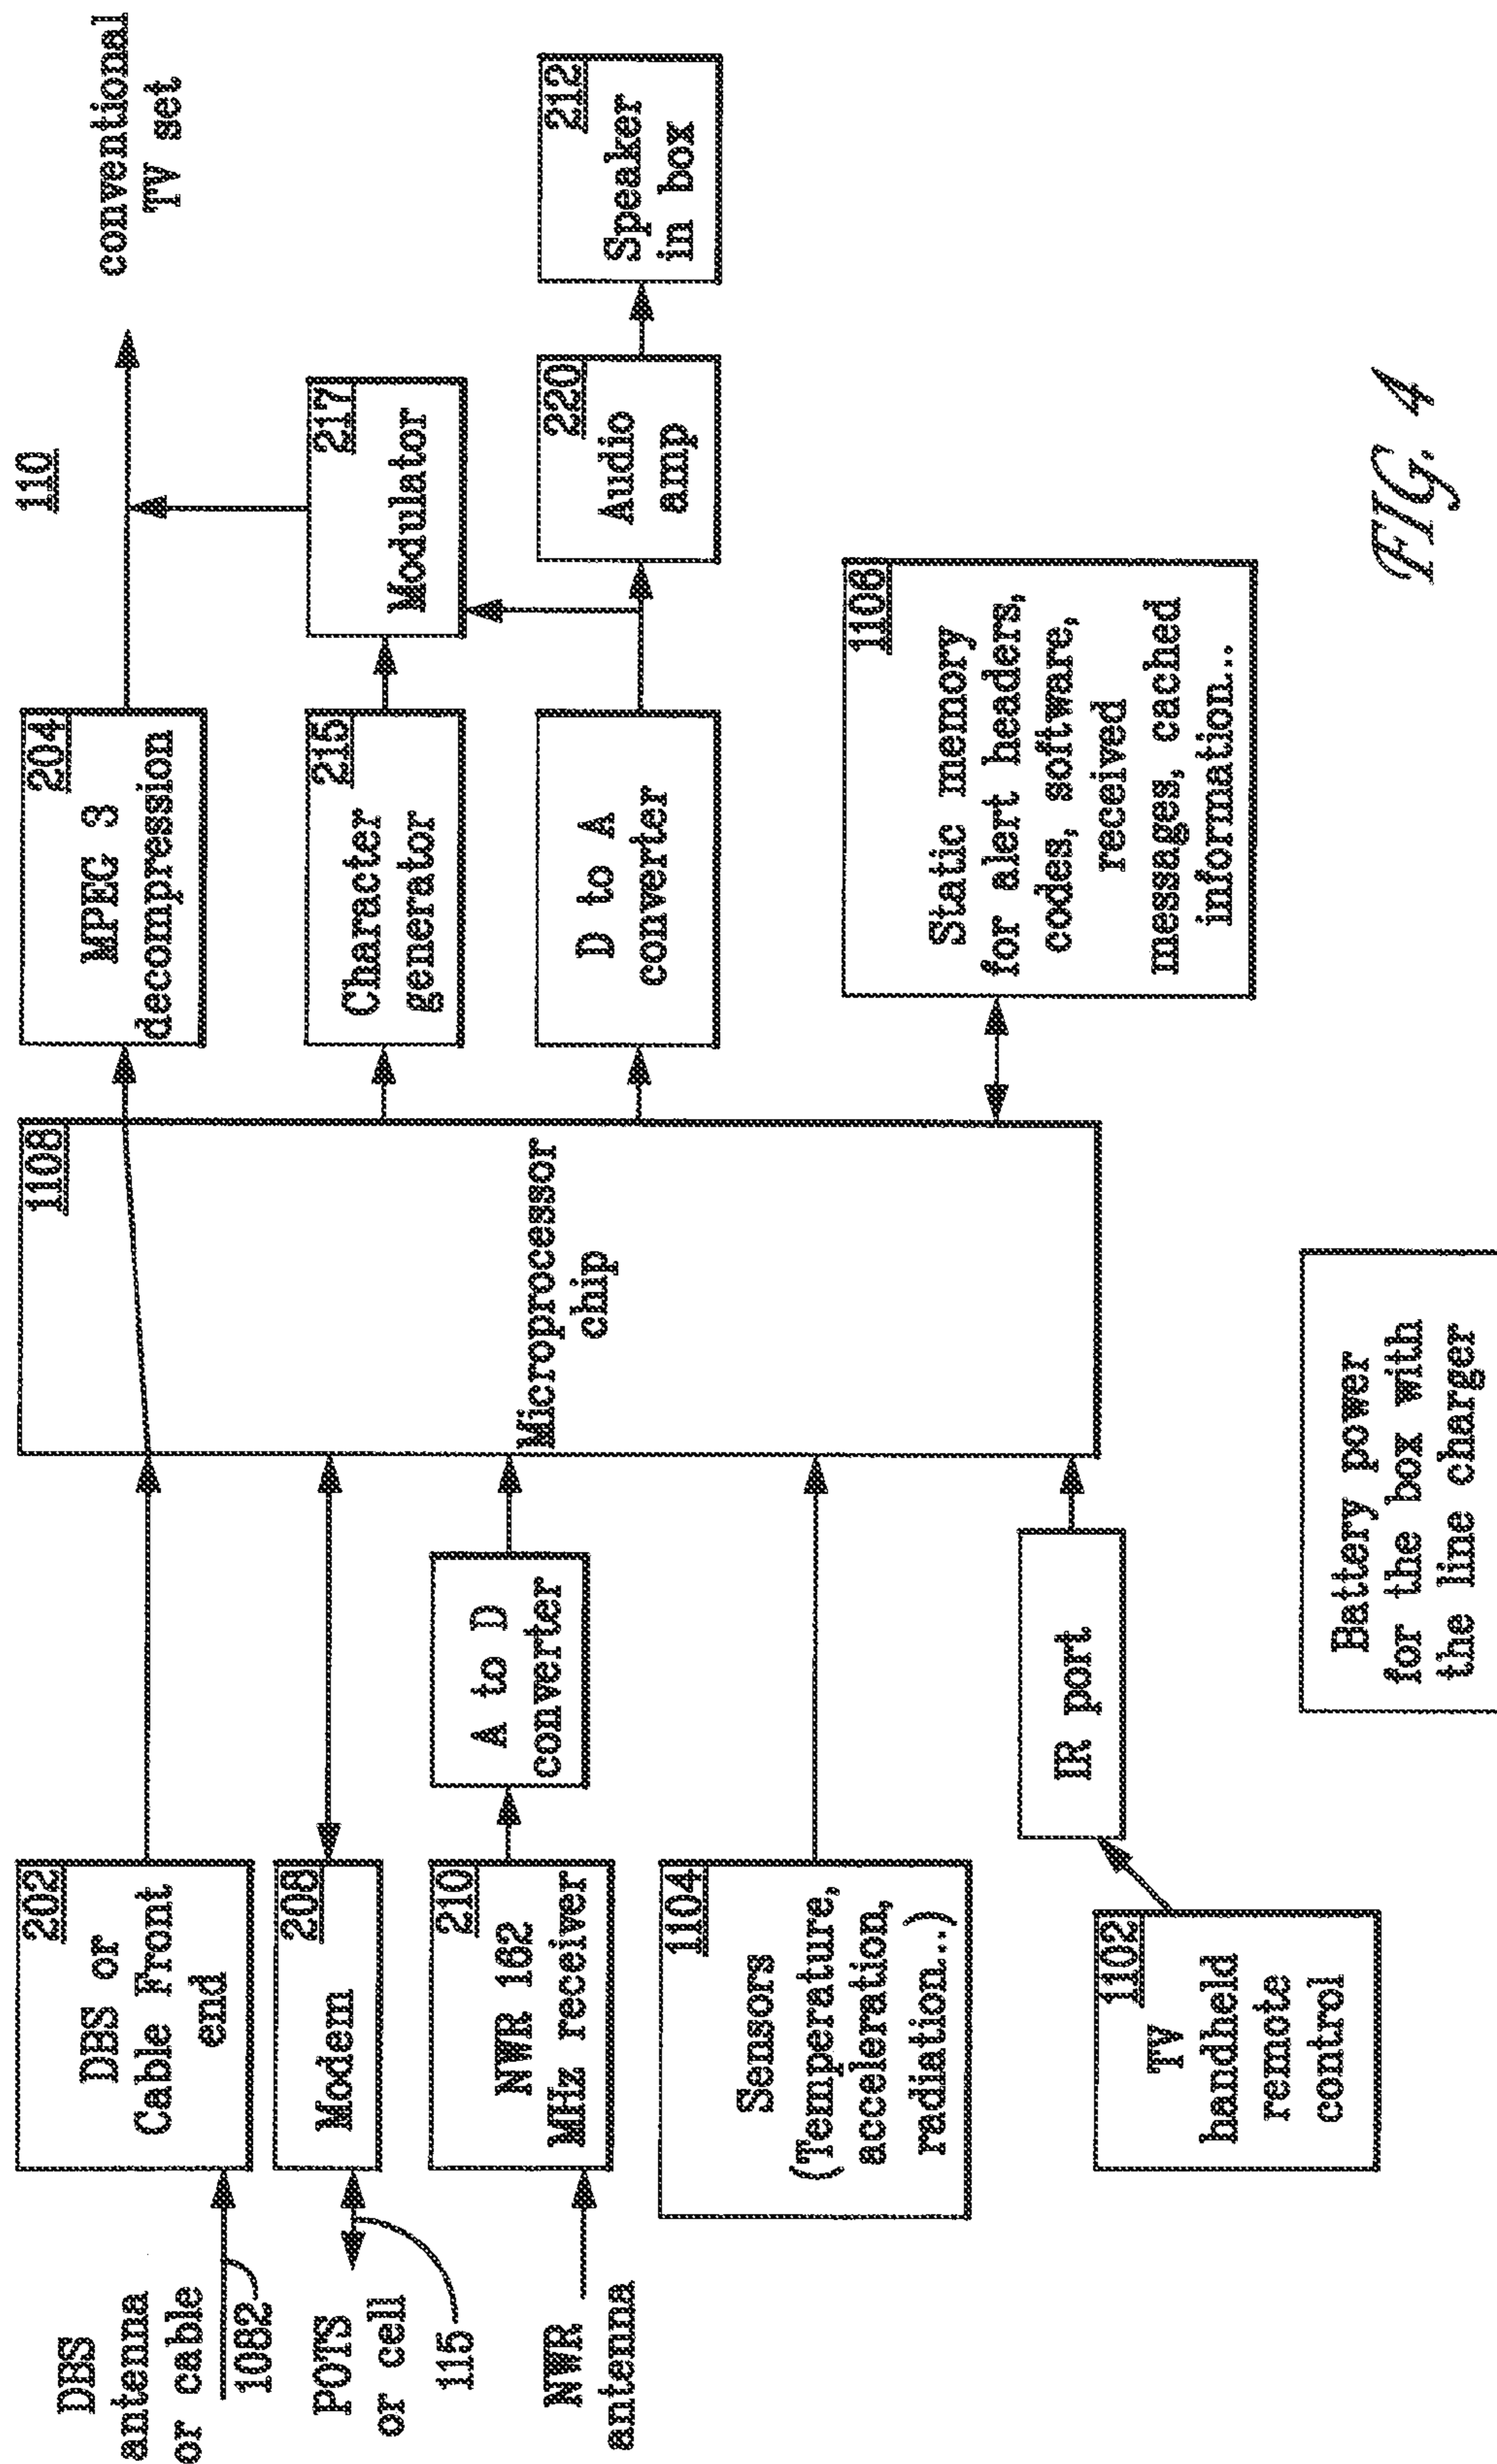 110
DBS
antenna
or cable
1082
202
DBS or
Cable Front
end
1108
Microprocessor
chip
204
MPEC 3
decompression
conventional
TV set
POTS
or cell
115
208
Modem
215
Character
generator
217
Modulator
NWR
antenna
210
NWR 162
MHz receiver
A to D
converter
D to A
converter
220
Audio
amp
212
Speaker
in box
1104
Sensors
(Temperature,
acceleration,
radiation...)
1106
Static memory
for alert headers,
codes, software,
received
messages, cached
information...
1102
TV
handheld
remote
control
IR port
Battery power
for the box with
the line charger
FIG. 4